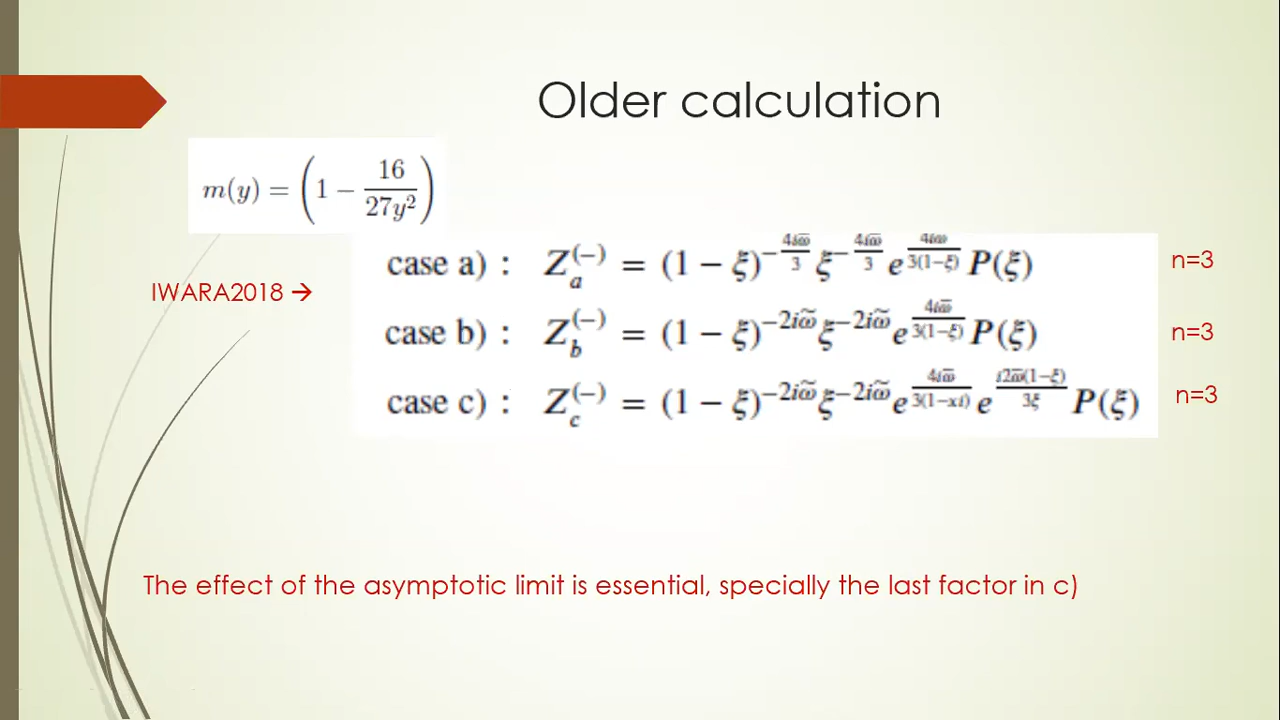 Older calculation
m(y) = (1 − 16/27y²)
case a) : Z_a^(−) = (1 − ξ)^(−4iω̃/3) ξ^(−4iω̃/3) e^(4iω̃/3(1−ξ)) P(ξ) n=3
IWARA2018 →
case b) : Z_b^(−) = (1 − ξ)^(−2iω̃) ξ^(−2iω̃) e^(4iω̃/3(1−ξ)) P(ξ) n=3
case c) : Z_c^(−) = (1 − ξ)^(−2iω̃) ξ^(−2iω̃) e^(4iω̃/3(1−xi)) e^(i2ω̃(1−ξ)/3ξ) P(ξ) n=3
The effect of the asymptotic limit is essential, specially the last factor in c)